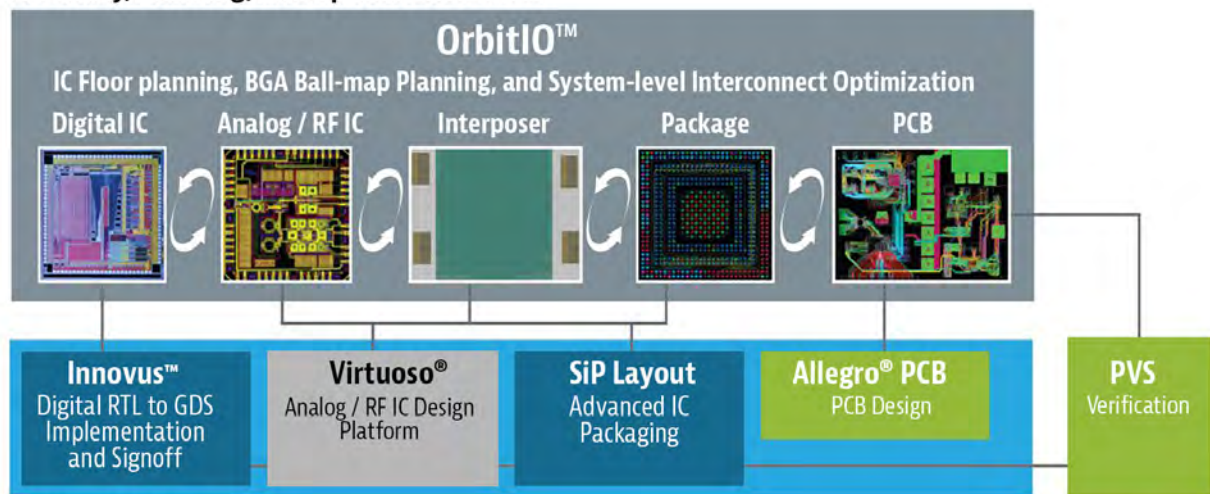 OrbitIO™
IC Floor planning, BGA Ball-map Planning, and System-level Interconnect Optimization
Digital IC
Analog / RF IC
Interposer
Package
PCB
Innovus™
Digital RTL to GDS
Implementation
and Signoff
Virtuoso®
Analog / RF IC Design
Platform
SiP Layout
Advanced IC
Packaging
Allegro® PCB
PCB Design
PVS
Verification